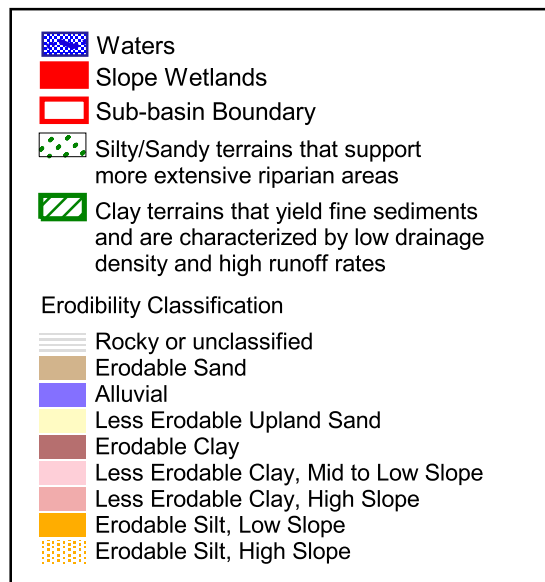 Waters
Slope Wetlands
Sub-basin Boundary
Silty/Sandy terrains that support
more extensive riparian areas
Clay terrains that yield fine sediments
and are characterized by low drainage
density and high runoff rates
Erodibility Classification
Rocky or unclassified
Erodable Sand
Alluvial
Less Erodable Upland Sand
Erodable Clay
Less Erodable Clay, Mid to Low Slope
Less Erodable Clay, High Slope
Erodable Silt, Low Slope
Erodable Silt, High Slope